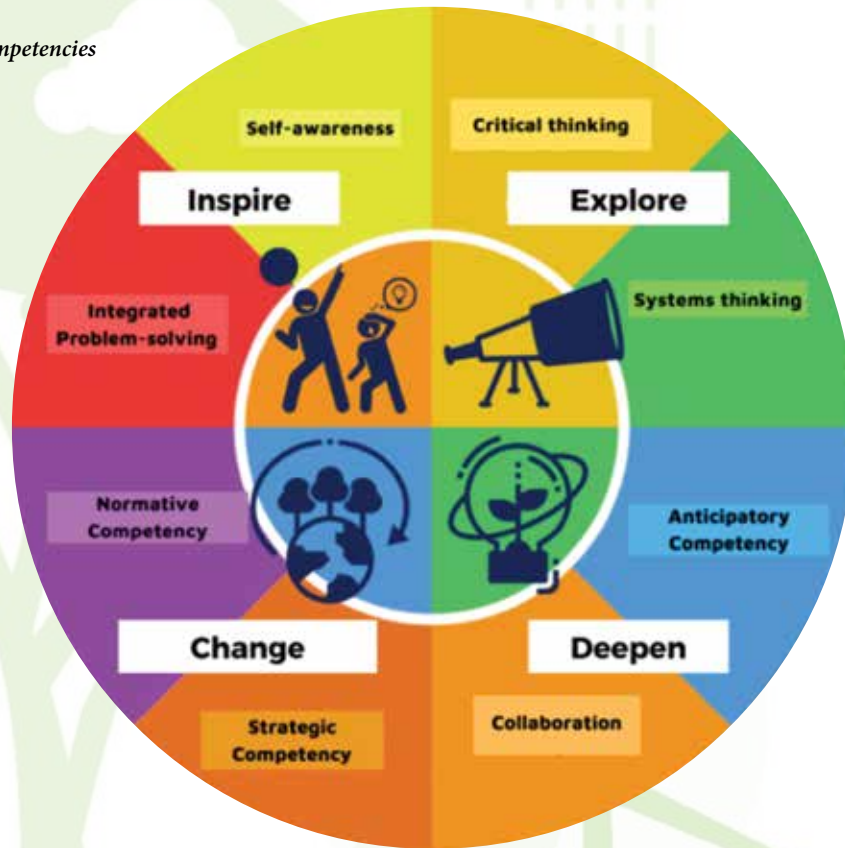 Self-awareness
Critical thinking
Inspire
Explore
Integrated
Problem-solving
Systems thinking
Normative
Competency
Anticipatory
Competency
Change
Deepen
Strategic
Competency
Collaboration